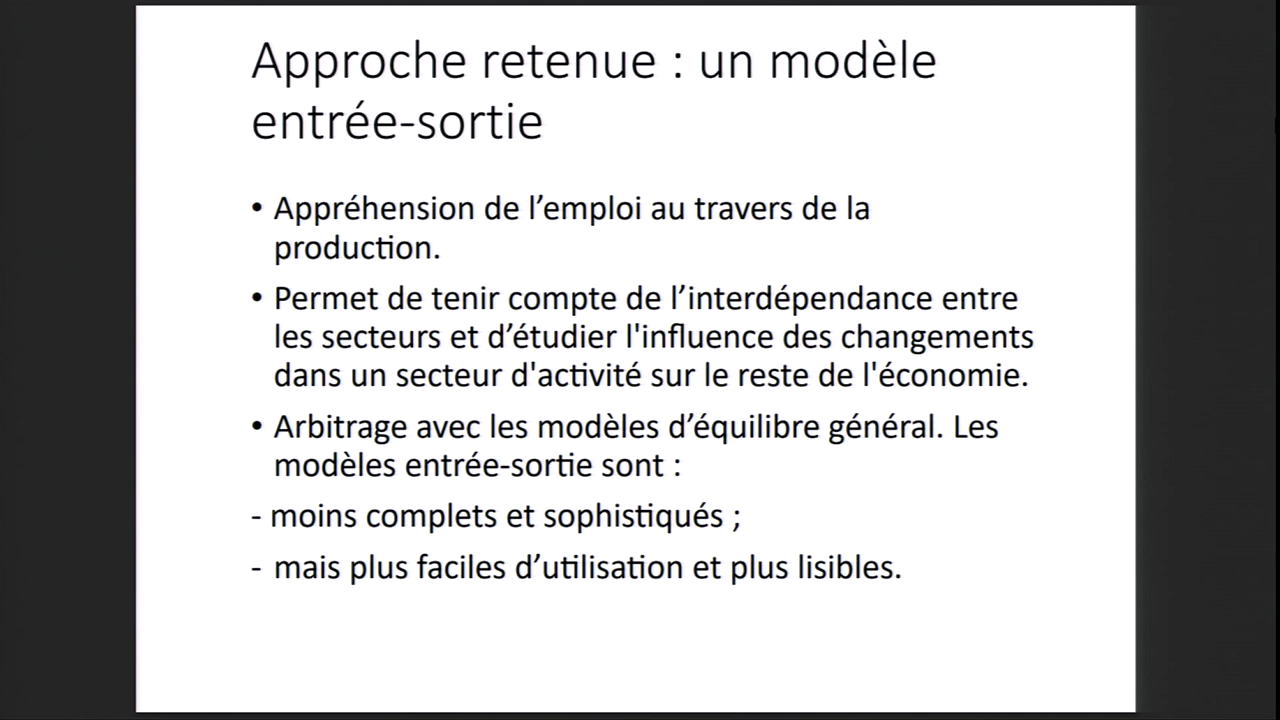 Approche retenue : un modèle
entrée-sortie
• Appréhension de l’emploi au travers de la
production.
• Permet de tenir compte de l’interdépendance entre
les secteurs et d’étudier l'influence des changements
dans un secteur d'activité sur le reste de l'économie.
• Arbitrage avec les modèles d’équilibre général. Les
modèles entrée-sortie sont :
- moins complets et sophistiqués ;
- mais plus faciles d’utilisation et plus lisibles.